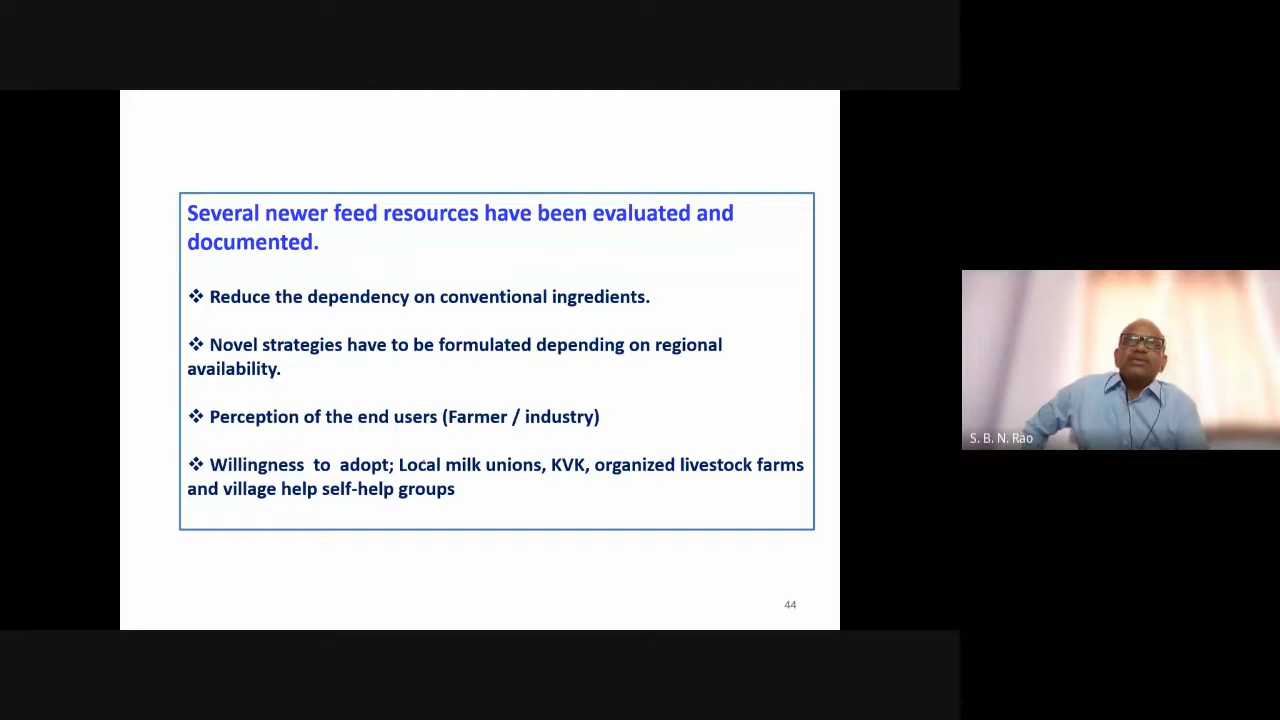 Several newer feed resources have been evaluated and
documented.
❖ Reduce the dependency on conventional ingredients.
❖ Novel strategies have to be formulated depending on regional
availability.
❖ Perception of the end users (Farmer / industry)
❖ Willingness to adopt; Local milk unions, KVK, organized livestock farms
and village help self-help groups
44
S. B. N. Rao